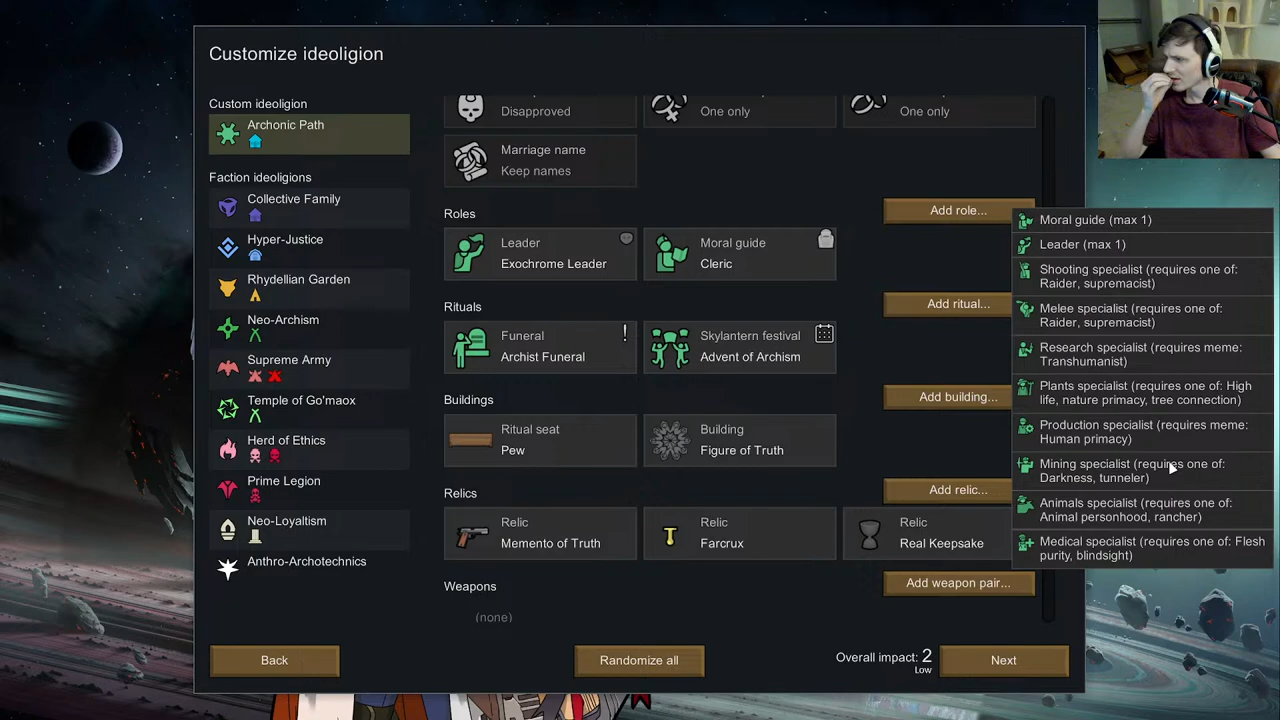 Customize ideoligion
Custom ideoligion
Archonic Path
Faction ideoligions
Collective Family
Hyper-Justice
Rhydellian Garden
Neo-Archism
Supreme Army
Temple of Go'maox
Herd of Ethics
Prime Legion
Neo-Loyaltism
Anthro-Archotechnics
Disapproved
One only
One only
Marriage name
Keep names
Roles
Add role...
Leader
Exochrome Leader
Moral guide
Cleric
Rituals
Add ritual...
Funeral
Archist Funeral
!
Skylantern festival
Advent of Archism
Buildings
Add building...
Ritual seat
Pew
Building
Figure of Truth
Relics
Add relic...
Relic
Memento of Truth
Relic
Farcrux
Relic
Real Keepsake
Weapons
Add weapon pair...
(none)
Moral guide (max 1)
Leader (max 1)
Shooting specialist (requires one of:
Raider, supremacist)
Melee specialist (requires one of:
Raider, supremacist)
Research specialist (requires meme:
Transhumanist)
Plants specialist (requires one of: High
life, nature primacy, tree connection)
Production specialist (requires meme:
Human primacy)
Mining specialist (requires one of:
Darkness, tunneler)
Animals specialist (requires one of:
Animal personhood, rancher)
Medical specialist (requires one of: Flesh
purity, blindsight)
Back
Randomize all
Overall impact: 2
Low
Next